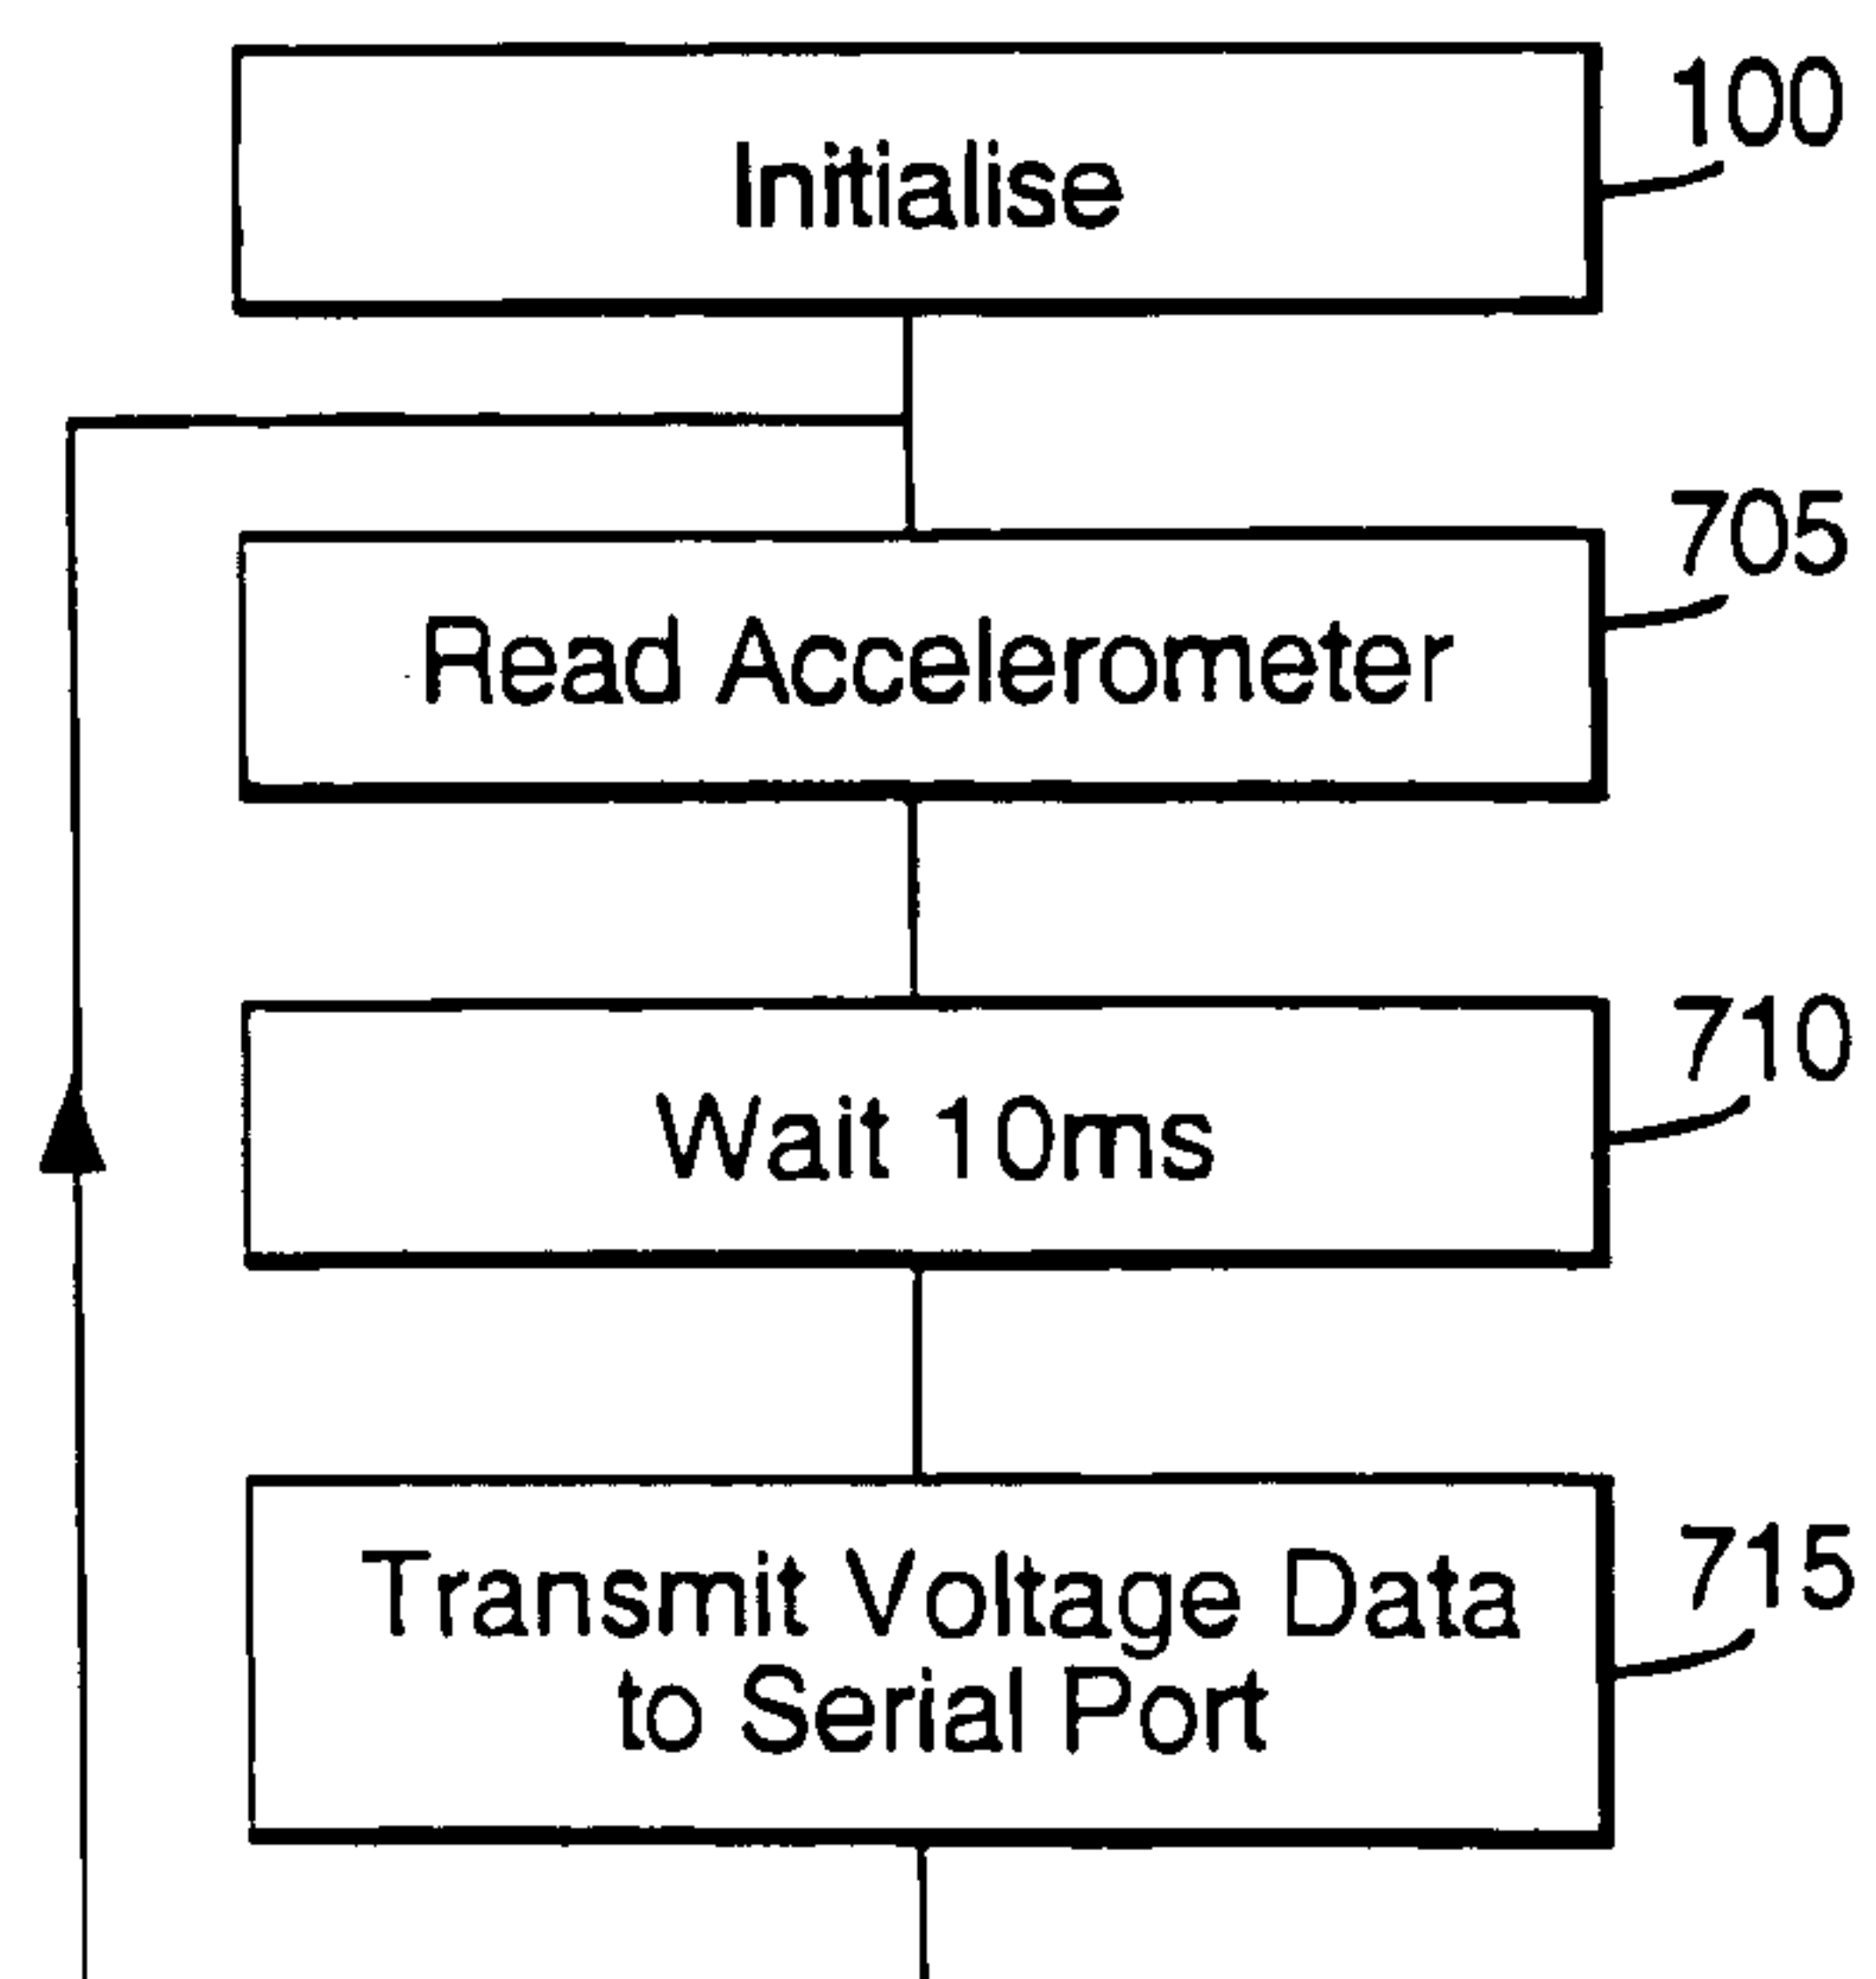 Initialise
100
Read Accelerometer
705
Wait 10ms
710
Transmit Voltage Data
to Serial Port
715